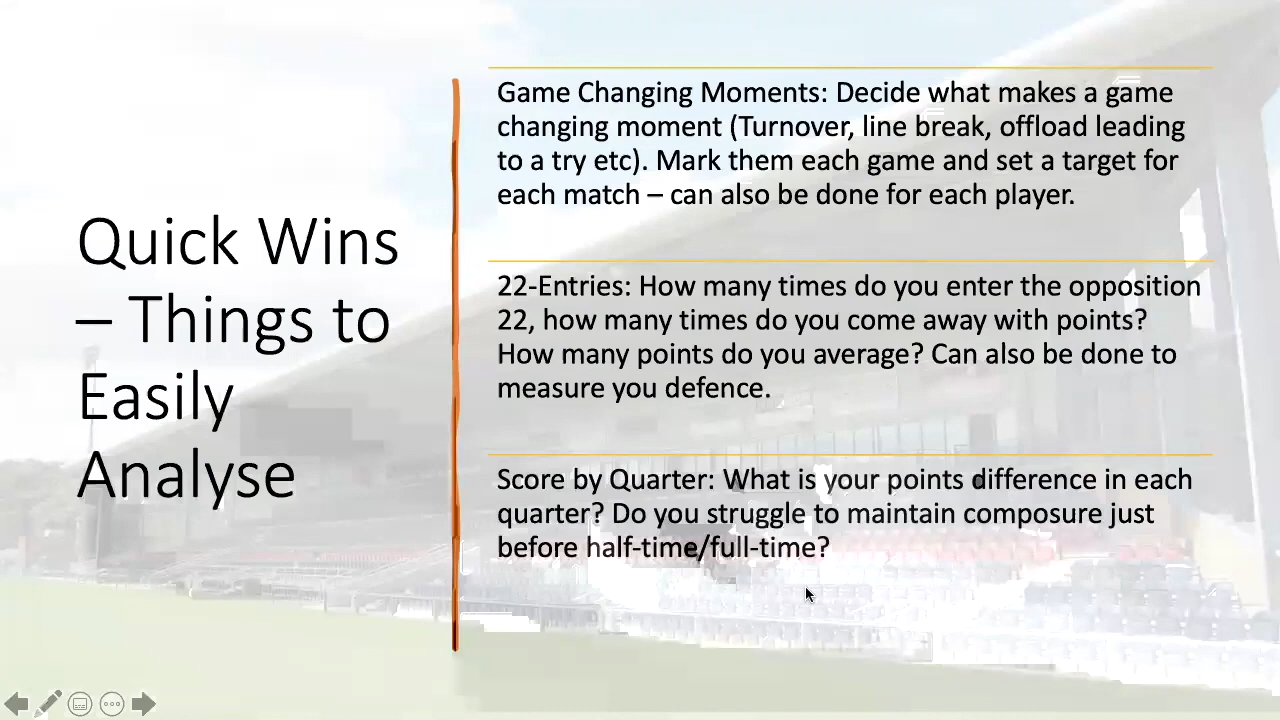 Quick Wins
– Things to
Easily
Analyse
Game Changing Moments: Decide what makes a game
changing moment (Turnover, line break, offload leading
to a try etc). Mark them each game and set a target for
each match – can also be done for each player.
22-Entries: How many times do you enter the opposition
22, how many times do you come away with points?
How many points do you average? Can also be done to
measure you defence.
Score by Quarter: What is your points difference in each
quarter? Do you struggle to maintain composure just
before half-time/full-time?